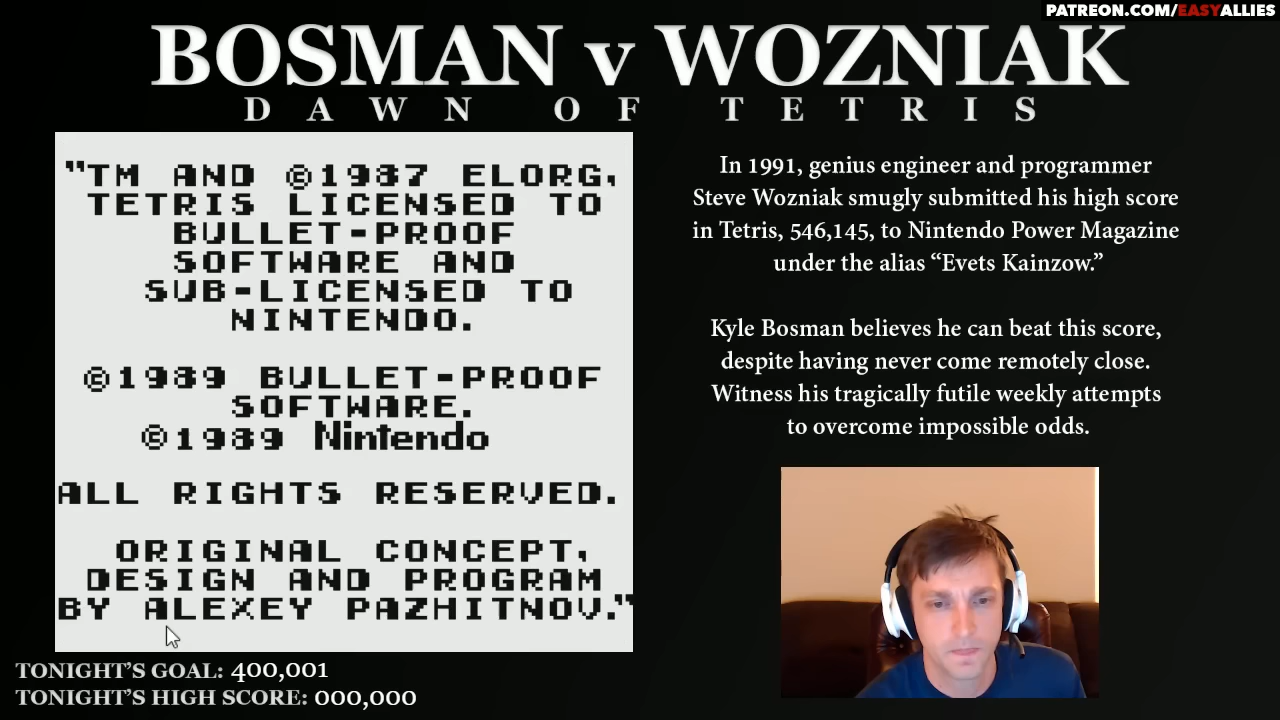 PATREON.COM/EASYALLIES
BOSMAN v WOZNIAK
DAWN OF TETRIS
"TM AND ©1987 ELORG,
TETRIS LICENSED TO
BULLET-PROOF
SOFTWARE AND
SUB-LICENSED TO
NINTENDO.
©1989 BULLET-PROOF
SOFTWARE.
©1989 Nintendo
ALL RIGHTS RESERVED.
ORIGINAL CONCEPT,
DESIGN AND PROGRAM
BY ALEXEY PAZHITNOV."
In 1991, genius engineer and programmer
Steve Wozniak smugly submitted his high score
in Tetris, 546,145, to Nintendo Power Magazine
under the alias “Evets Kainzow.”
Kyle Bosman believes he can beat this score,
despite having never come remotely close.
Witness his tragically futile weekly attempts
to overcome impossible odds.
TONIGHT’S GOAL: 400,001
TONIGHT’S HIGH SCORE: 000,000